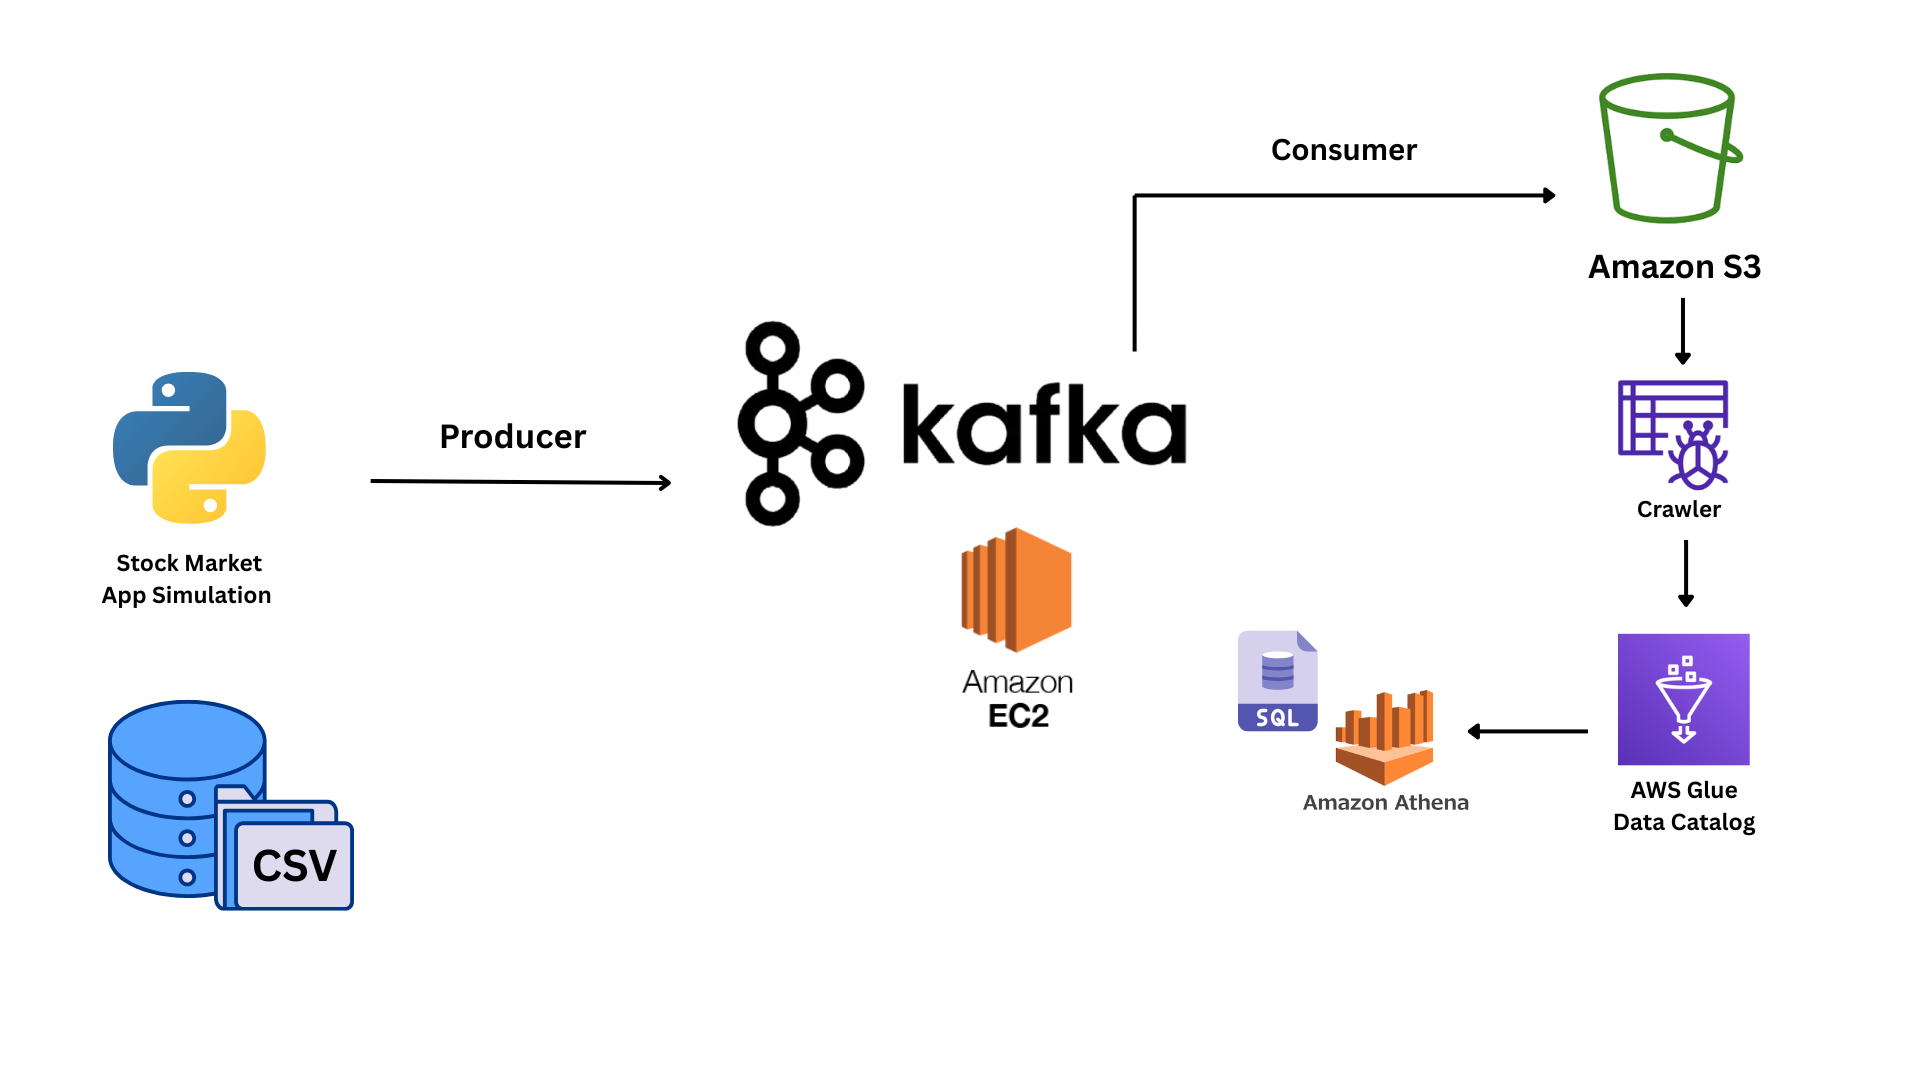 Consumer
Amazon S3
Producer
kafka
Stock Market
App Simulation
Crawler
Amazon
EC2
SQL
Amazon Athena
AWS Glue
Data Catalog
CSV